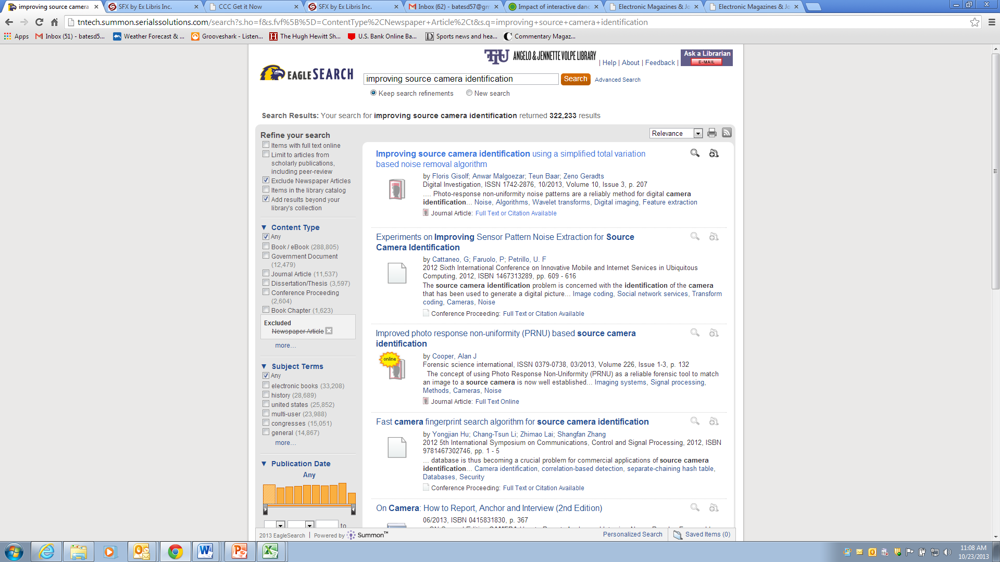 improving source camera
SFX by Ex Libris Inc.
CCC Get it Now
SFX by Ex Libris Inc.
Inbox (62) - batesd57@gm
Impact of interactive danc
Electronic Magazines & Jo
Electronic Magazines & Jo
tntech.summon.serialssolutions.com/search?s.ho=f&s.fvf%5B%5D=ContentType%2CNewspaper+Article%2Ct&s.q=improving+source+camera+identification
Apps
Inbox (51) - batesd5...
Weather Forecast & ...
Grooveshark - Listen...
The Hugh Hewitt Sh...
U.S. Bank Online Ba...
Sports news and hea...
Commentary Magaz...
TTU ANGELO & JENNETTE VOLPE LIBRARY
| Help | About | Feedback |
Ask a Librarian
E-MAIL
EAGLESEARCH
improving source camera identification
Search
Advanced Search
Keep search refinements
New search
Search Results: Your search for improving source camera identification returned 322,233 results
Relevance
Refine your search
Items with full text online
Limit to articles from
scholarly publications,
including peer-review
Exclude Newspaper Articles
Items in the library catalog
Add results beyond your
library's collection
Content Type
Any
Book / eBook (288,805)
Government Document
(12,479)
Journal Article (11,537)
Dissertation/Thesis (3,597)
Conference Proceeding
(2,604)
Book Chapter (1,623)
Excluded
Newspaper Article
more...
Subject Terms
Any
electronic books (33,208)
history (28,689)
united states (25,852)
multi-user (23,988)
congresses (15,051)
general (14,867)
more...
Publication Date
Any
to
Improving source camera identification using a simplified total variation
based noise removal algorithm
by Floris Gisolf; Anwar Malgoezar; Teun Baar; Zeno Geradts
Digital Investigation, ISSN 1742-2876, 10/2013, Volume 10, Issue 3, p. 207
.... Photo-response non-uniformity noise patterns are a reliably method for digital camera
identification... Noise, Algorithms, Wavelet transforms, Digital imaging, Feature extraction
Journal Article: Full Text or Citation Available
Experiments on Improving Sensor Pattern Noise Extraction for Source
Camera Identification
by Cattaneo, G; Faruolo, P; Petrillo, U. F
2012 Sixth International Conference on Innovative Mobile and Internet Services in Ubiquitous
Computing, 2012, ISBN 1467313289, pp. 609 - 616
The source camera identification problem is concerned with the identification of the camera
that has been used to generate a digital picture... Image coding, Social network services, Transform
coding, Cameras, Noise
Conference Proceeding: Full Text or Citation Available
Improved photo response non-uniformity (PRNU) based source camera
identification
online
by Cooper, Alan J
Forensic science international, ISSN 0379-0738, 03/2013, Volume 226, Issue 1-3, p. 132
The concept of using Photo Response Non-Uniformity (PRNU) as a reliable forensic tool to match
an image to a source camera is now well established... Imaging systems, Signal processing,
Methods, Cameras, Noise
Journal Article: Full Text Online
Fast camera fingerprint search algorithm for source camera identification
by Yongjian Hu; Chang-Tsun Li; Zhimao Lai; Shangfan Zhang
2012 5th International Symposium on Communications, Control and Signal Processing, 2012, ISBN
9781467302746, pp. 1 - 5
... database is thus becoming a crucial problem for commercial applications of source camera
identification... Camera identification, correlation-based detection, separate-chaining hash table,
Databases, Security
Conference Proceeding: Full Text or Citation Available
On Camera: How to Report, Anchor and Interview (2nd Edition)
06/2013, ISBN 0415831830, p. 367
2013 EagleSearch | Powered by Summon™
Personalized Search
Saved Items (0)
11:08 AM
10/23/2013